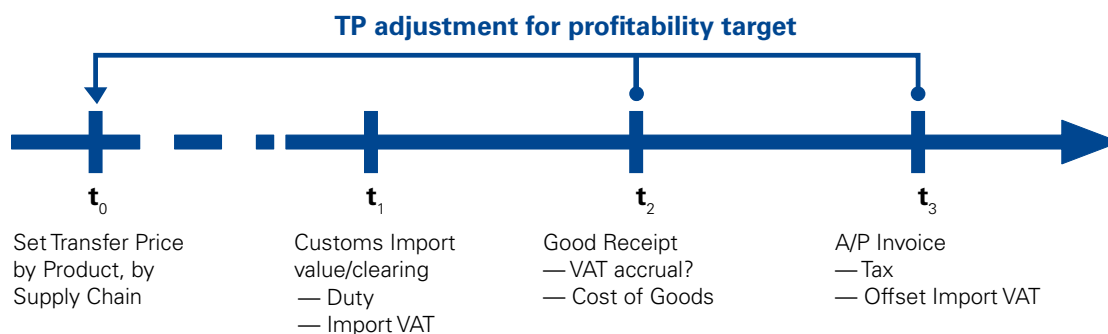 TP adjustment for profitability target
t0
Set Transfer Price
by Product, by
Supply Chain
t1
Customs Import
value/clearing
— Duty
— Import VAT
t2
Good Receipt
— VAT accrual?
— Cost of Goods
t3
A/P Invoice
— Tax
— Offset Import VAT